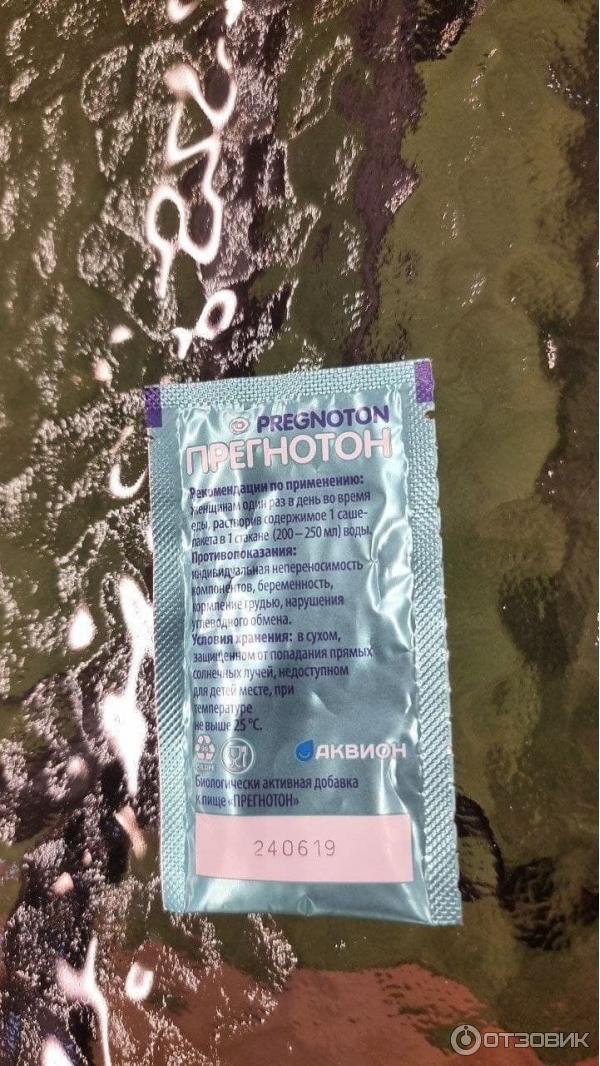 PREGNOTON
ПРЕГНОТОН
Рекомендации по применению:
Женщинам один раз в день во время
еды, растворив содержимое 1 саше-
пакета в 1 стакане (200 – 250 мл) воды.
Противопоказания:
индивидуальная непереносимость
компонентов, беременность,
кормление грудью, нарушения
углеводного обмена.
Условия хранения: в сухом,
защищенном от попадания прямых
солнечных лучей, недоступном
для детей месте, при
температуре
не выше 25 °C.
АКВИОН
Биологически активная добавка
к пище «ПРЕГНОТОН»
240619
ОТЗОВИК